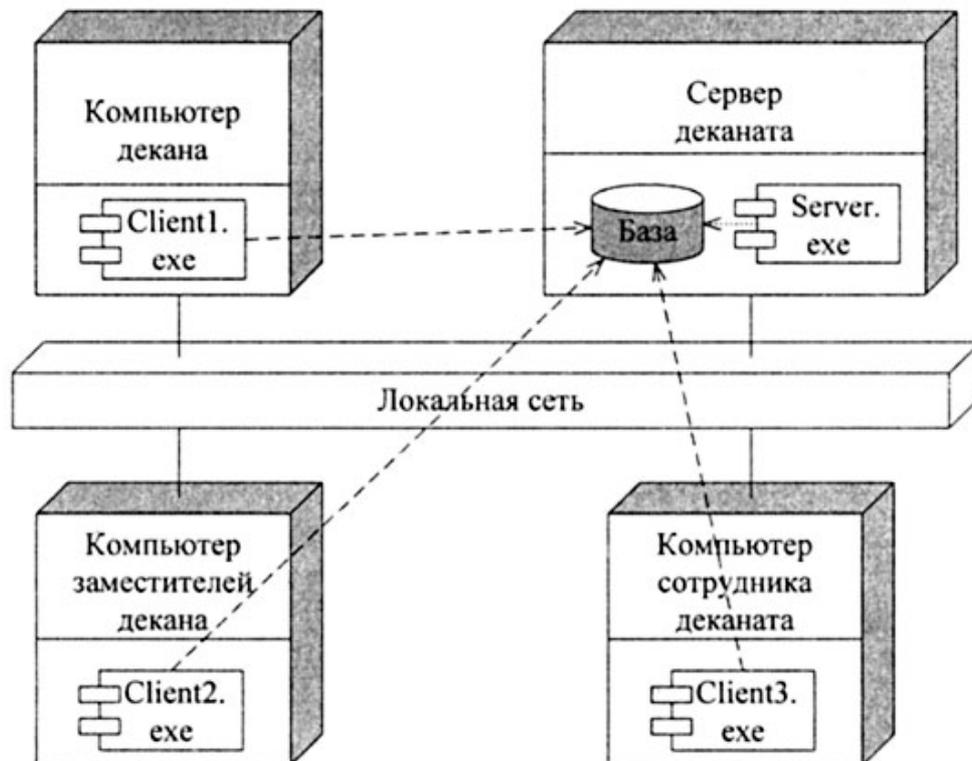 Компьютер
декана
Client1.
exe
Сервер
деканата
База
Server.
exe
Локальная сеть
Компьютер
заместителей
декана
Client2.
exe
Компьютер
сотрудника
деканата
Client3.
exe